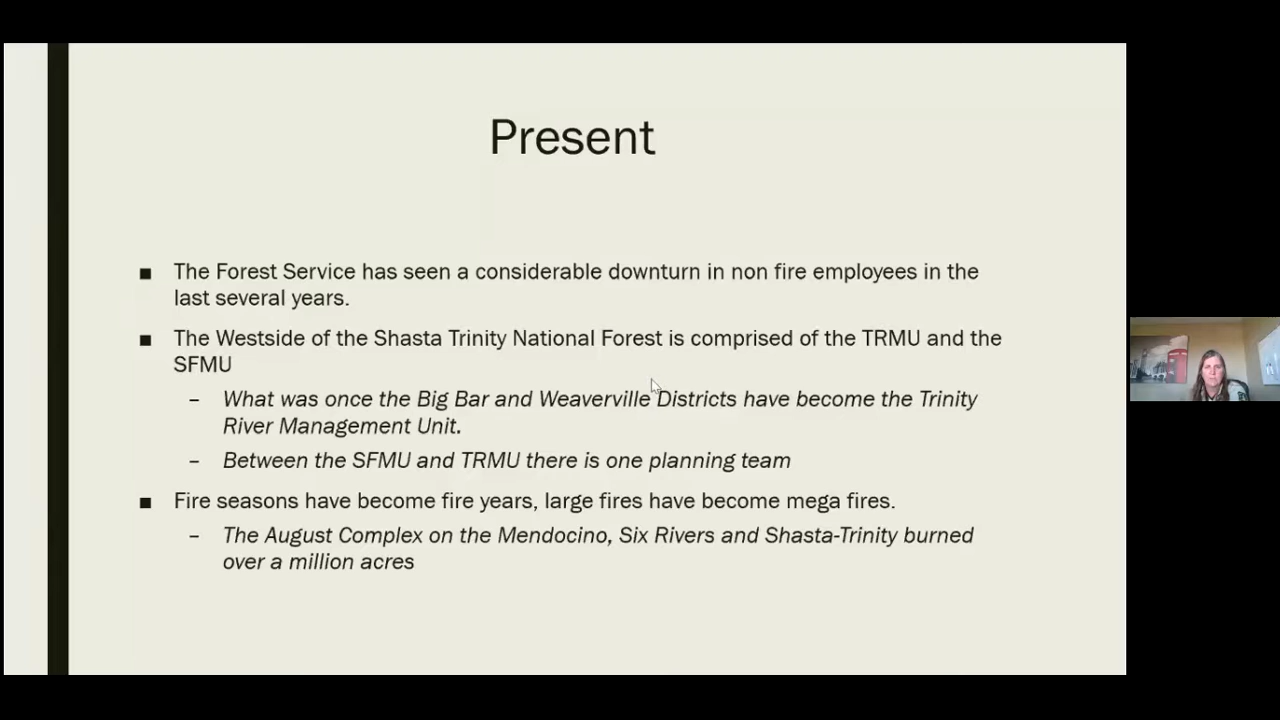 Present
■ The Forest Service has seen a considerable downturn in non fire employees in the
last several years.
■ The Westside of the Shasta Trinity National Forest is comprised of the TRMU and the
SFMU
– What was once the Big Bar and Weaverville Districts have become the Trinity
River Management Unit.
– Between the SFMU and TRMU there is one planning team
■ Fire seasons have become fire years, large fires have become mega fires.
– The August Complex on the Mendocino, Six Rivers and Shasta-Trinity burned
over a million acres